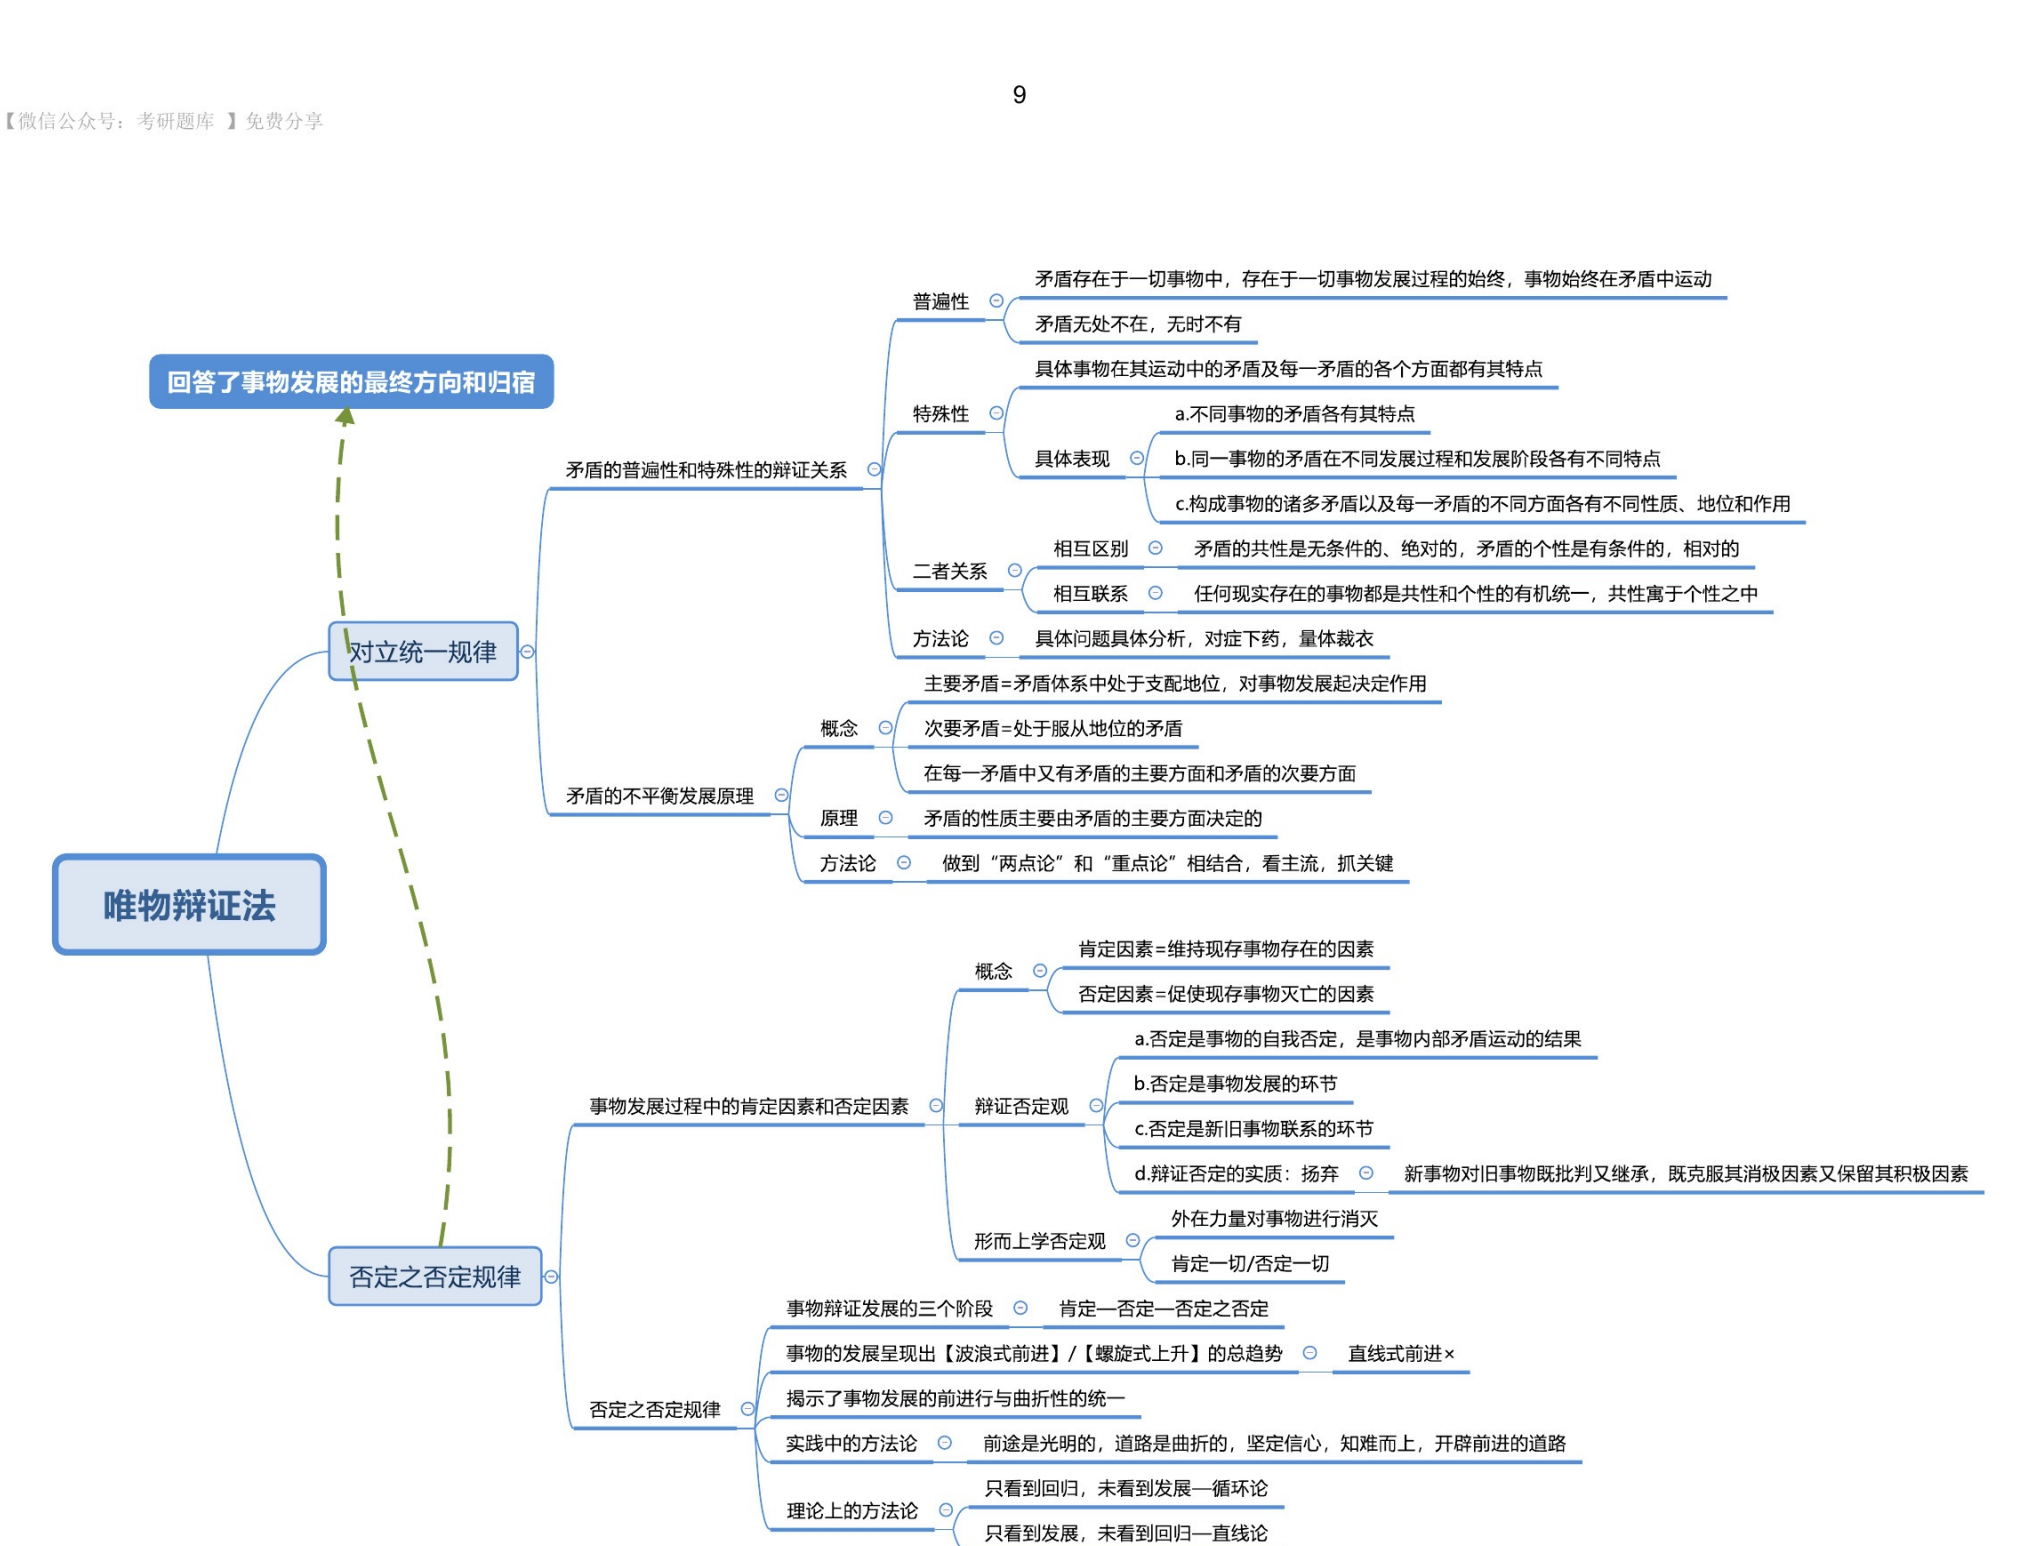 9
【微信公众号：考研题库 】免费分享
矛盾存在于一切事物中，存在于一切事物发展过程的始终，事物始终在矛盾中运动
普遍性
矛盾无处不在，无时不有
回答了事物发展的最终方向和归宿
具体事物在其运动中的矛盾及每一矛盾的各个方面都有其特点
特殊性
a.不同事物的矛盾各有其特点
矛盾的普遍性和特殊性的辩证关系
具体表现
b.同一事物的矛盾在不同发展过程和发展阶段各有不同特点
c.构成事物的诸多矛盾以及每一矛盾的不同方面各有不同性质、地位和作用
相互区别
矛盾的共性是无条件的、绝对的，矛盾的个性是有条件的，相对的
二者关系
相互联系
任何现实存在的事物都是共性和个性的有机统一，共性寓于个性之中
方法论
具体问题具体分析，对症下药，量体裁衣
对立统一规律
主要矛盾=矛盾体系中处于支配地位，对事物发展起决定作用
概念
次要矛盾=处于服从地位的矛盾
在每一矛盾中又有矛盾的主要方面和矛盾的次要方面
矛盾的不平衡发展原理
原理
矛盾的性质主要由矛盾的主要方面决定的
方法论
做到“两点论”和“重点论”相结合，看主流，抓关键
唯物辩证法
肯定因素=维持现存事物存在的因素
概念
否定因素=促使现存事物灭亡的因素
a.否定是事物的自我否定，是事物内部矛盾运动的结果
b.否定是事物发展的环节
事物发展过程中的肯定因素和否定因素
辩证否定观
c.否定是新旧事物联系的环节
d.辩证否定的实质：扬弃
新事物对旧事物既批判又继承，既克服其消极因素又保留其积极因素
外在力量对事物进行消灭
形而上学否定观
肯定一切/否定一切
否定之否定规律
事物辩证发展的三个阶段
肯定—否定—否定之否定
事物的发展呈现出【波浪式前进】/【螺旋式上升】的总趋势
直线式前进×
揭示了事物发展的前进行与曲折性的统一
否定之否定规律
实践中的方法论
前途是光明的，道路是曲折的，坚定信心，知难而上，开辟前进的道路
只看到回归，未看到发展—循环论
理论上的方法论
只看到发展，未看到回归—直线论